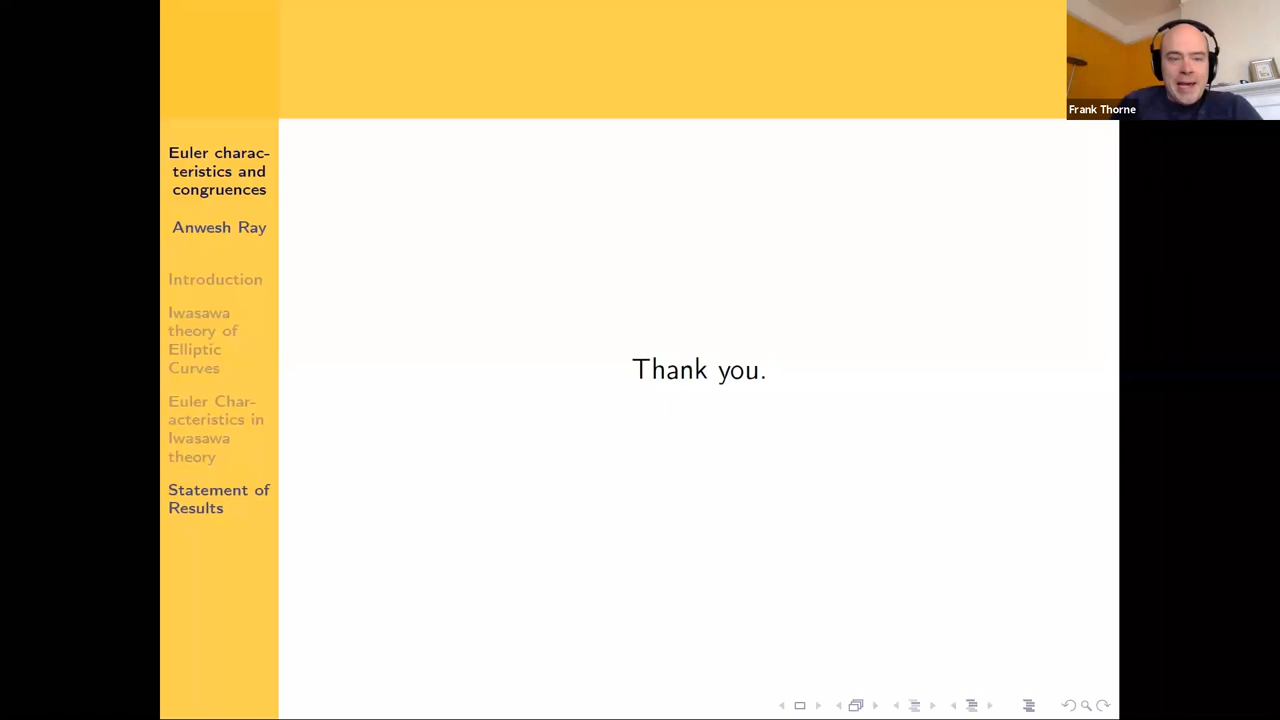 Euler charac-
teristics and
congruences
Anwesh Ray
Introduction
Iwasawa
theory of
Elliptic
Curves
Euler Char-
acteristics in
Iwasawa
theory
Statement of
Results
Thank you.
Frank Thorne